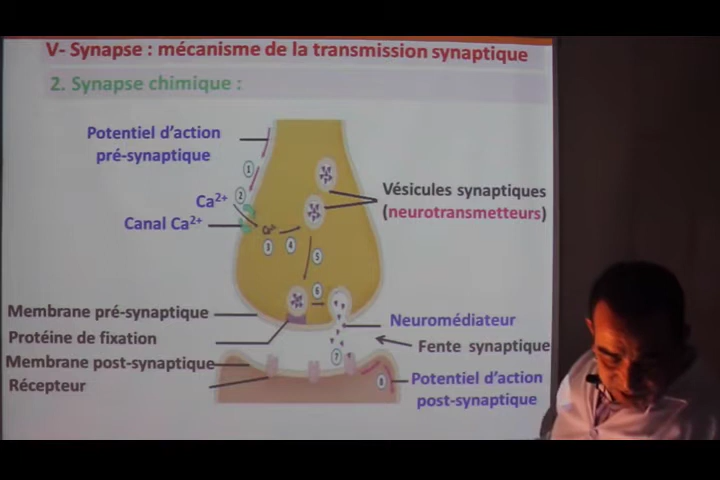 V- Synapse : mécanisme de la transmission synaptique
2. Synapse chimique :
Potentiel d'action
pré-synaptique
1
2
Ca²⁺
Canal Ca²⁺
Ca²⁺
3
4
5
6
7
8
Vésicules synaptiques
(neurotransmetteurs)
Membrane pré-synaptique
Protéine de fixation
Membrane post-synaptique
Récepteur
Neuromédiateur
Fente synaptique
Potentiel d'action
post-synaptique